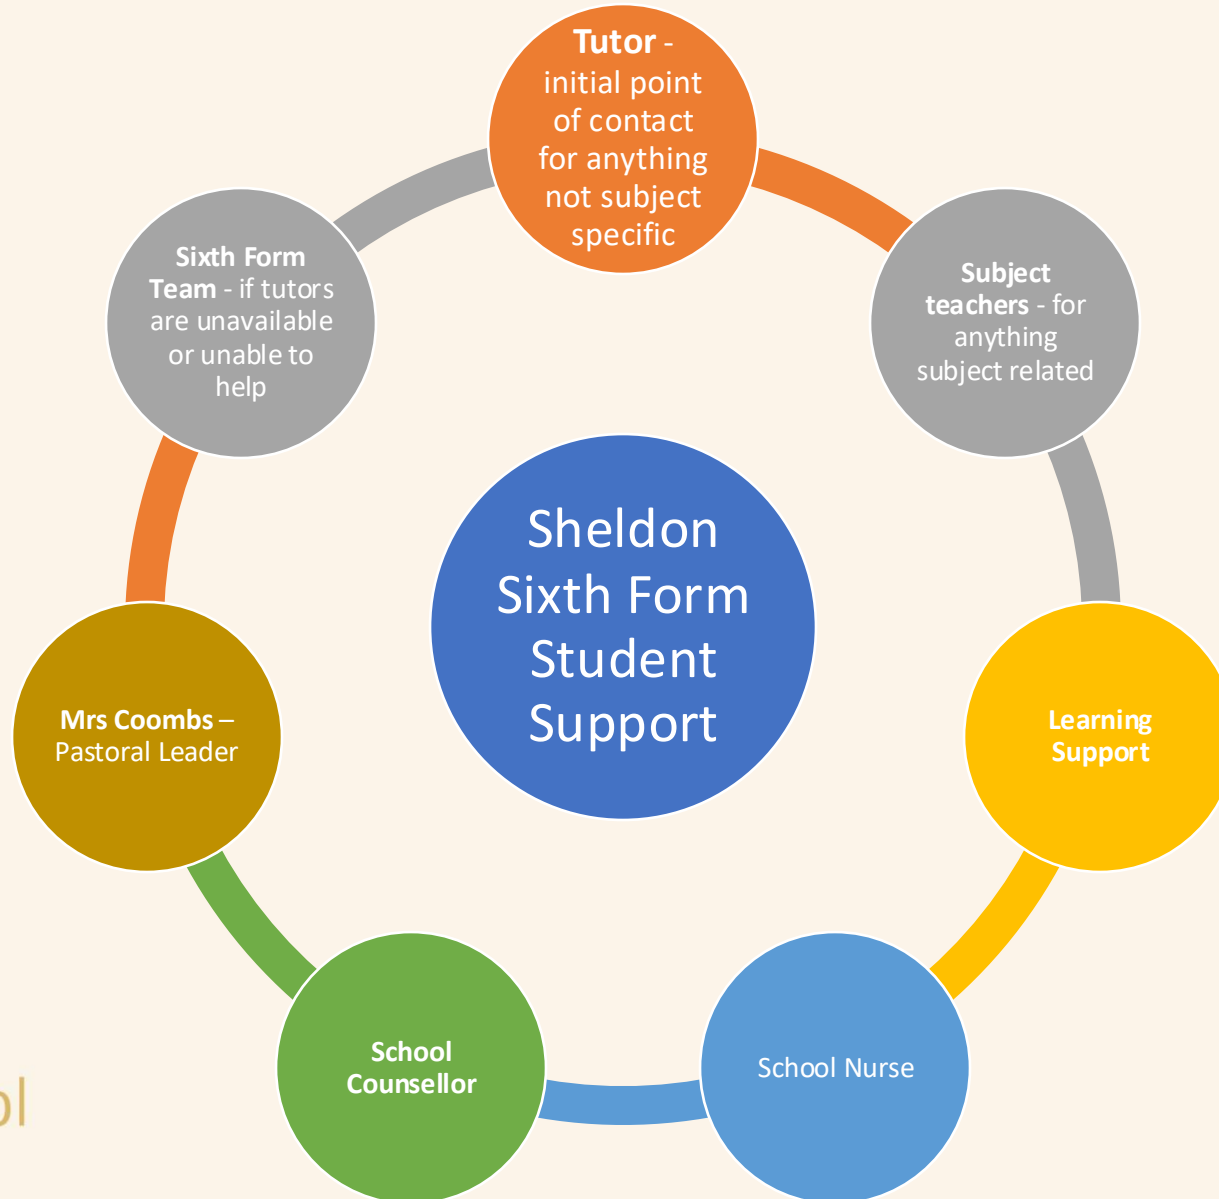 Tutor -
initial point
of contact
for anything
not subject
specific
Subject
teachers - for
anything
subject related
Learning
Support
School Nurse
School
Counsellor
Mrs Coombs –
Pastoral Leader
Sixth Form
Team - if tutors
are unavailable
or unable to
help
Sheldon
Sixth Form
Student
Support